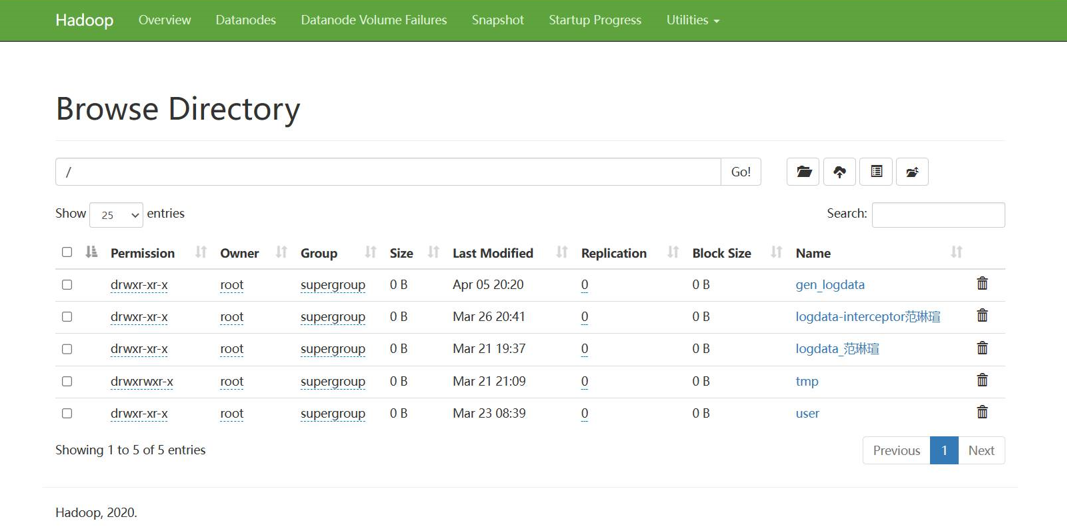 Hadoop Overview Datanodes Datanode Volume Failures Snapshot Startup Progress Utilities
Browse Directory
/ Go!
Show 25 entries Search:
Permission Owner Group Size Last Modified Replication Block Size Name
drwxr-xr-x root supergroup 0 B Apr 05 20:20 0 0 B gen_logdata
drwxr-xr-x root supergroup 0 B Mar 26 20:41 0 0 B logdata-interceptor范琳瑄
drwxr-xr-x root supergroup 0 B Mar 21 19:37 0 0 B logdata_范琳瑄
drwxrwxr-x root supergroup 0 B Mar 21 21:09 0 0 B tmp
drwxr-xr-x root supergroup 0 B Mar 23 08:39 0 0 B user
Showing 1 to 5 of 5 entries Previous 1 Next
Hadoop, 2020.